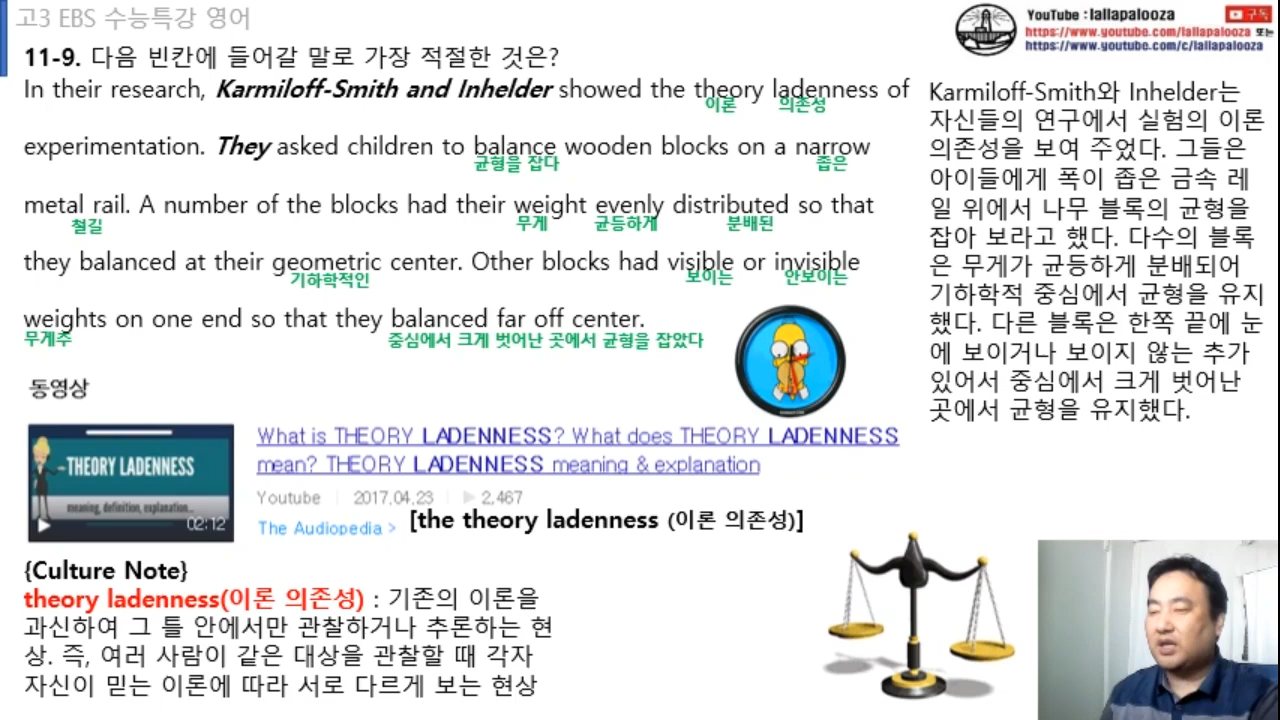 고3 EBS 수능특강 영어
YouTube : lallapalooza
구독
https://www.youtube.com/lallapalooza 또는
https://www.youtube.com/c/lallapalooza
11-9. 다음 빈칸에 들어갈 말로 가장 적절한 것은?
In their research, Karmiloff-Smith and Inhelder showed the theory ladenness of
이론 의존성
experimentation. They asked children to balance wooden blocks on a narrow
균형을 잡다 좁은
metal rail. A number of the blocks had their weight evenly distributed so that
철길 무게 균등하게 분배된
they balanced at their geometric center. Other blocks had visible or invisible
기하학적인 보이는 안보이는
weights on one end so that they balanced far off center.
무게추 중심에서 크게 벗어난 곳에서 균형을 잡았다
Karmiloff-Smith와 Inhelder는
자신들의 연구에서 실험의 이론
의존성을 보여 주었다. 그들은
아이들에게 폭이 좁은 금속 레
일 위에서 나무 블록의 균형을
잡아 보라고 했다. 다수의 블록
은 무게가 균등하게 분배되어
기하학적 중심에서 균형을 유지
했다. 다른 블록은 한쪽 끝에 눈
에 보이거나 보이지 않는 추가
있어서 중심에서 크게 벗어난
곳에서 균형을 유지했다.
동영상
THEORY LADENNESS
meaning, definition, explanation...
02:12
What is THEORY LADENNESS? What does THEORY LADENNESS
mean? THEORY LADENNESS meaning & explanation
Youtube 2017.04.23 2,467
The Audiopedia >
[the theory ladenness (이론 의존성)]
{Culture Note}
theory ladenness(이론 의존성) : 기존의 이론을
과신하여 그 틀 안에서만 관찰하거나 추론하는 현
상. 즉, 여러 사람이 같은 대상을 관찰할 때 각자
자신이 믿는 이론에 따라 서로 다르게 보는 현상